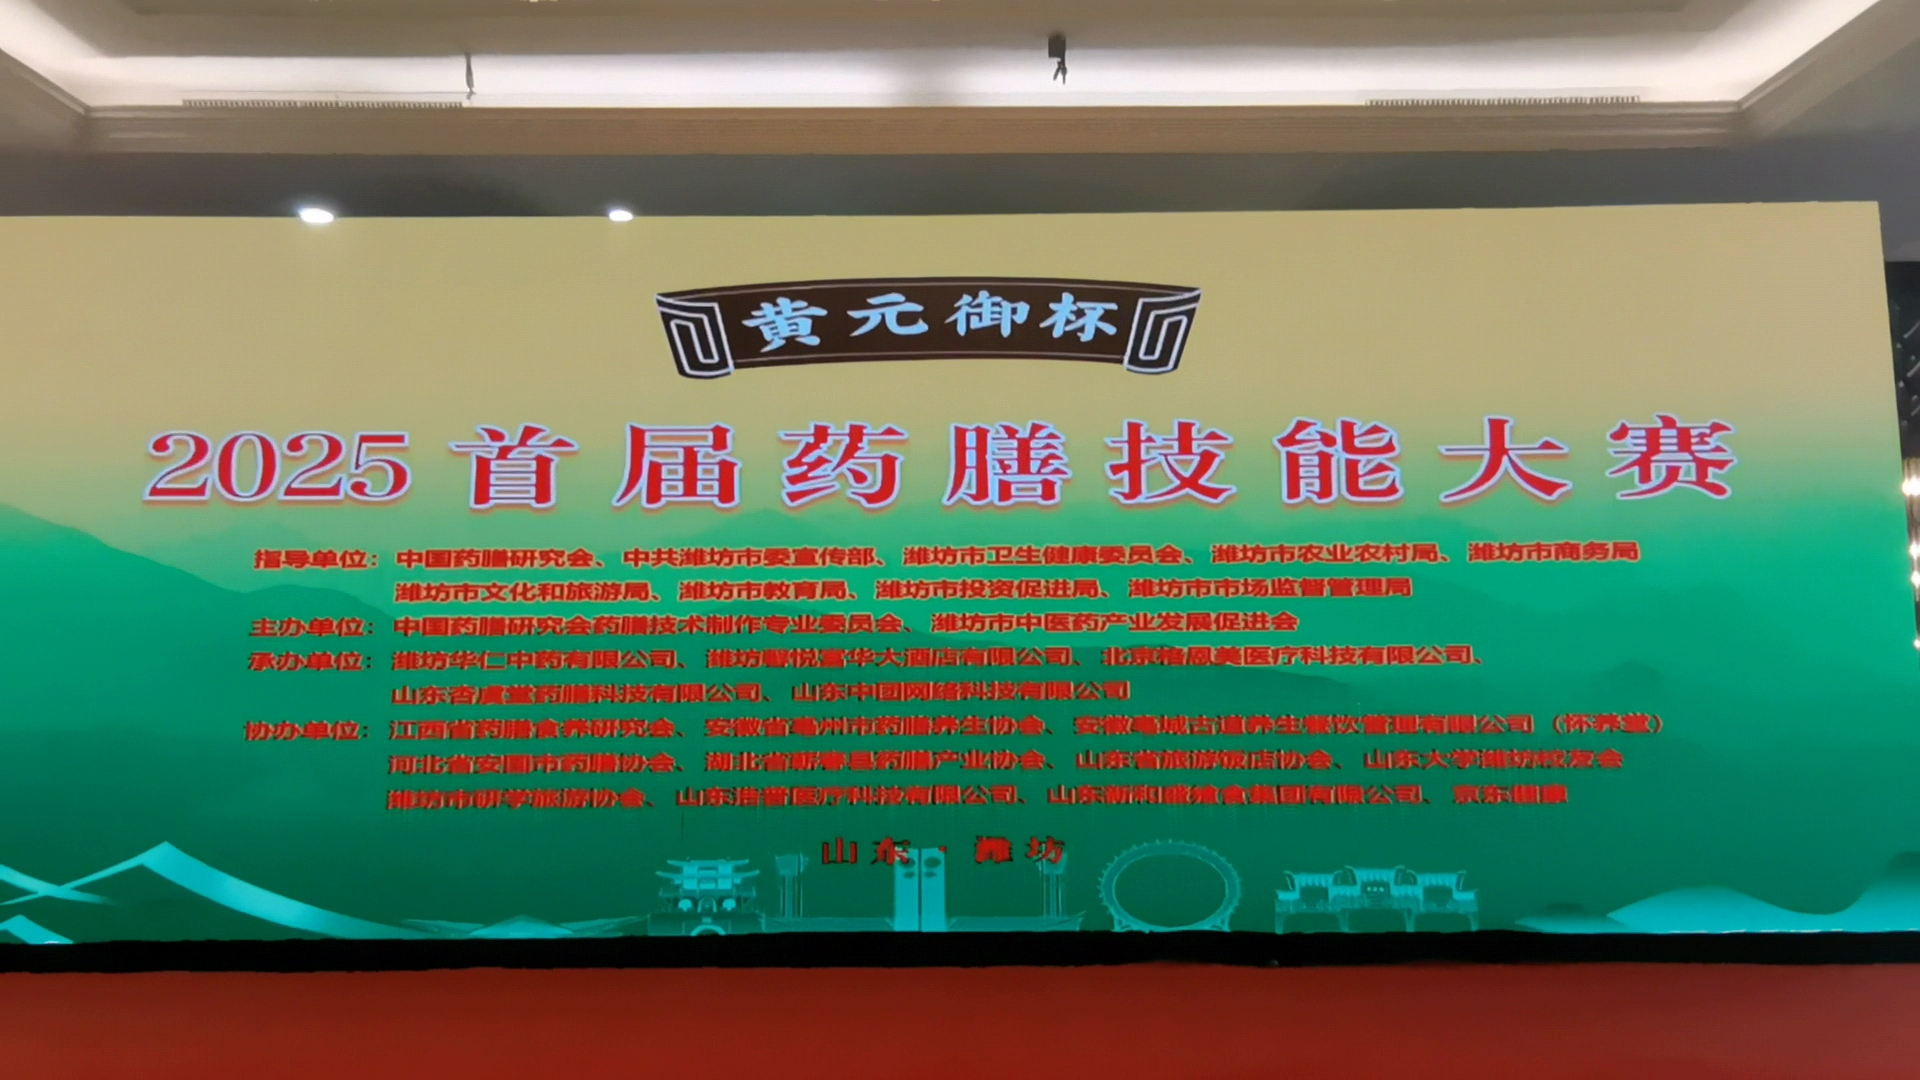 黄元御杯
2025首届药膳技能大赛
指导单位：中国药膳研究会、中共潍坊市委宣传部、潍坊市卫生健康委员会、潍坊市农业农村局、潍坊市商务局
潍坊市文化和旅游局、潍坊市教育局、潍坊市投资促进局、潍坊市市场监督管理局
主办单位：中国药膳研究会药膳技术制作专业委员会、潍坊市中医药产业发展促进会
承办单位：潍坊华仁中药有限公司、潍坊悦富华大酒店有限公司、北京格恩美医疗科技有限公司、
山东杏虞堂药膳科技有限公司、山东中团网络科技有限公司
协办单位：江西省药膳食养研究会、安徽省亳州市药膳养生协会、安徽亳城古道养生餐饮管理有限公司（怀养堂）
河北省安国市药膳协会、湖北省蕲春县药膳产业协会、山东省旅游饭店协会、山东大学潍坊校友会
潍坊市研学旅游协会、山东浩普医疗科技有限公司、山东新和盛集团有限公司、京东健康
山东·潍坊